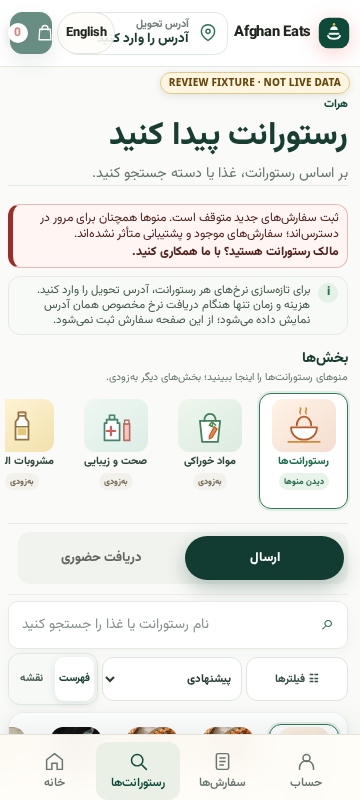 Afghan Eats
آدرس تحویل
آدرس را وارد ک
English
0
REVIEW FIXTURE · NOT LIVE DATA
هرات
رستورانت پیدا کنید
بر اساس رستورانت، غذا یا دسته جستجو کنید.
ثبت سفارش‌های جدید متوقف است. منوها همچنان برای مرور در
دسترس‌اند؛ سفارش‌های موجود و پشتیبانی متأثر نشده‌اند.
مالک رستورانت هستید؟ با ما همکاری کنید.
برای تازه‌سازی نرخ‌های هر رستورانت، آدرس تحویل را وارد کنید.
هزینه و زمان تنها هنگام دریافت نرخ مخصوص همان آدرس
نمایش داده می‌شود؛ از این صفحه سفارش ثبت نمی‌شود.
بخش‌ها
منوهای رستورانت‌ها را اینجا ببینید؛ بخش‌های دیگر به‌زودی.
رستورانت‌ها
دیدن منوها
مواد خوراکی
به‌زودی
صحت و زیبایی
به‌زودی
مشروبات ال
به‌زودی
ارسال
دریافت حضوری
نام رستورانت یا غذا را جستجو کنید
فیلترها
پیشنهادی
فهرست
نقشه
حساب
سفارش‌ها
رستورانت‌ها
خانه